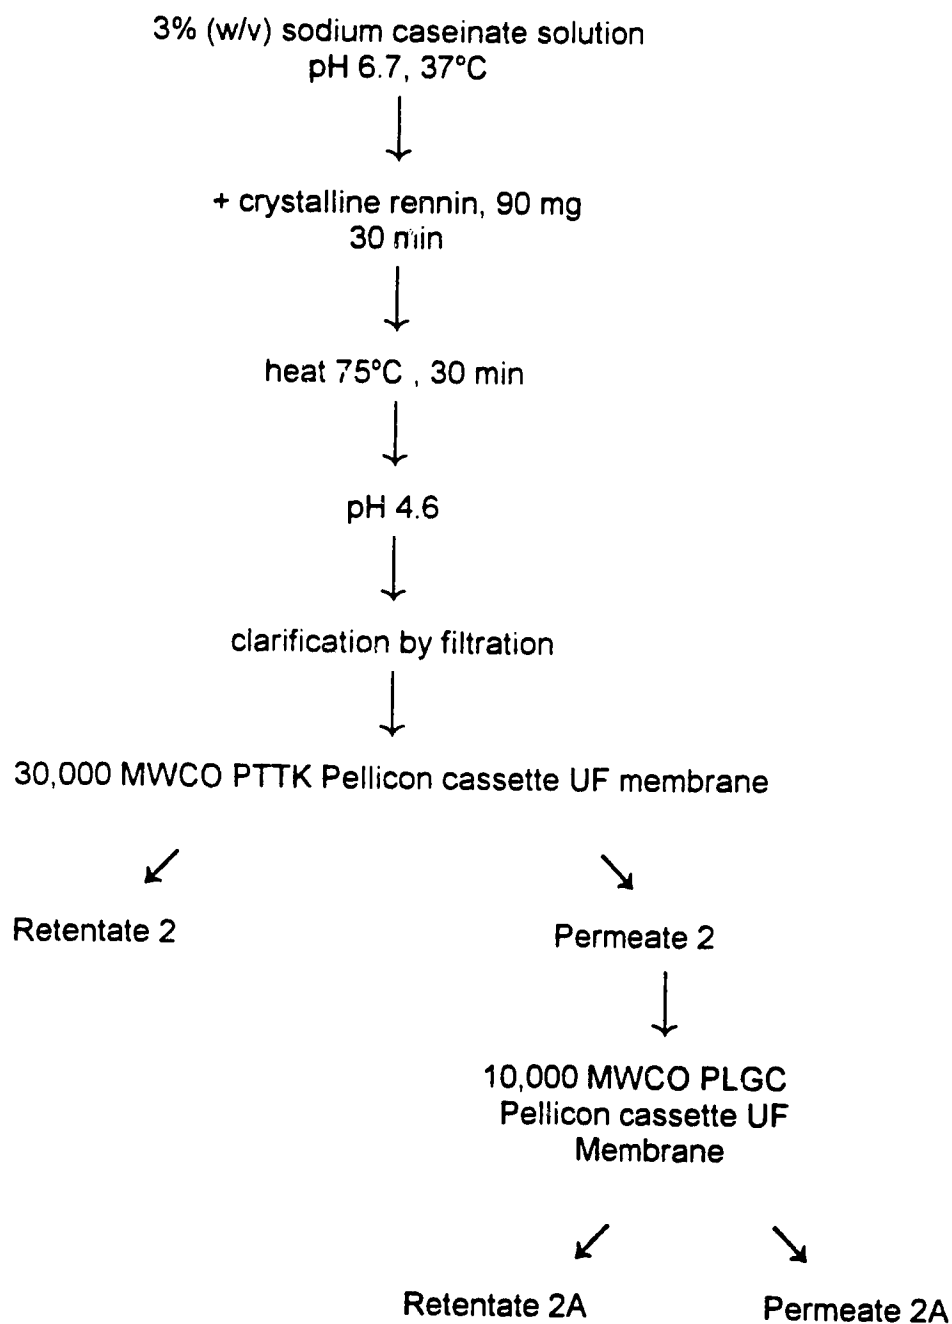 3% (w/v) sodium caseinate solution
pH 6.7, 37°C
+ crystalline rennin, 90 mg
30 min
heat 75°C , 30 min
pH 4.6
clarification by filtration
30,000 MWCO PTTK Pellicon cassette UF membrane
Retentate 2
Permeate 2
10,000 MWCO PLGC
Pellicon cassette UF
Membrane
Retentate 2A
Permeate 2A